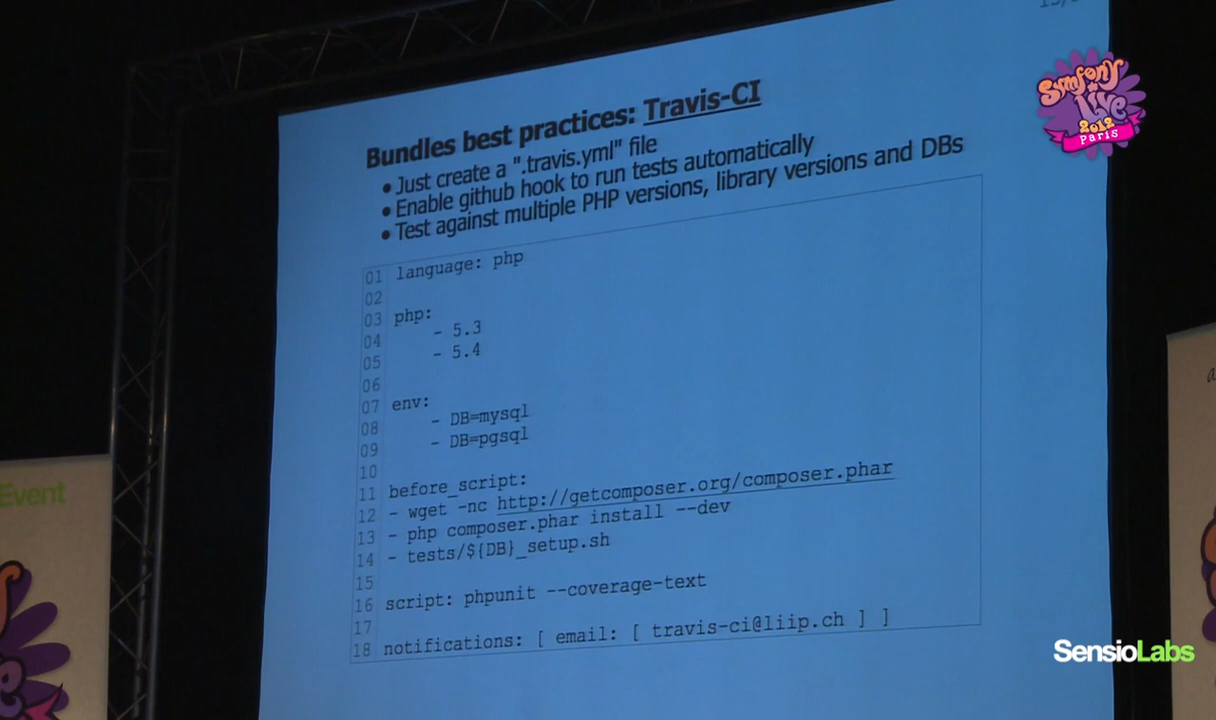 Bundles best practices: Travis-CI
• Just create a ".travis.yml" file
• Enable github hook to run tests automatically
• Test against multiple PHP versions, library versions and DBs
01 language: php
02
03 php:
04 - 5.3
05 - 5.4
06
07 env:
08 - DB=mysql
09 - DB=pgsql
10
11 before_script:
12 - wget -nc http://getcomposer.org/composer.phar
13 - php composer.phar install --dev
14 - tests/${DB}_setup.sh
15
16 script: phpunit --coverage-text
17
18 notifications: [ email: [ travis-ci@liip.ch ] ]
Symfony
Live
2012
Paris
Event
SensioLabs